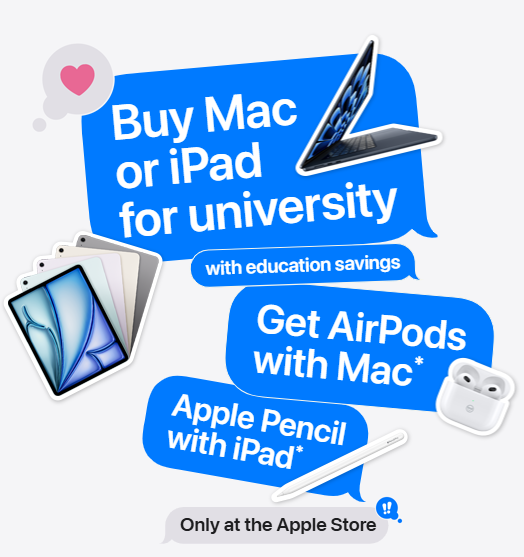 Buy Mac
or iPad
for university
with education savings
Get AirPods
with Mac*
Apple Pencil
with iPad*
‼
Only at the Apple Store